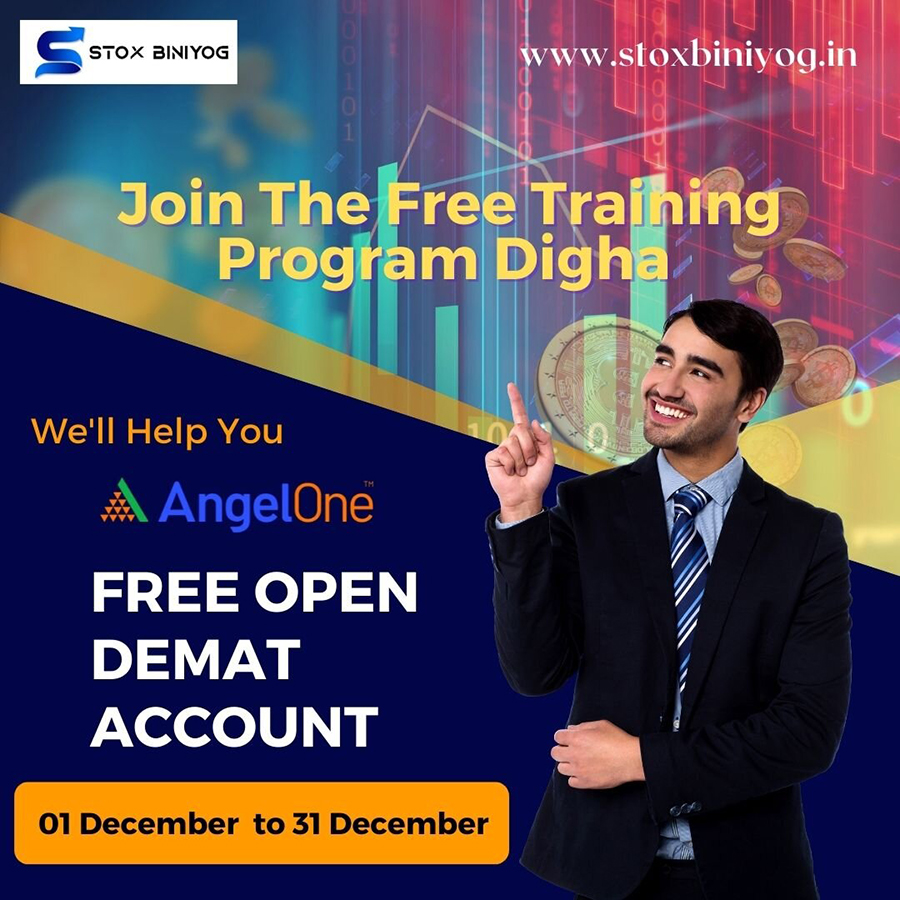 STOX BINIYOG
www.stoxbiniyog.in
Join The Free Training
Program Digha
We'll Help You
AngelOne™
FREE OPEN
DEMAT
ACCOUNT
01 December to 31 December